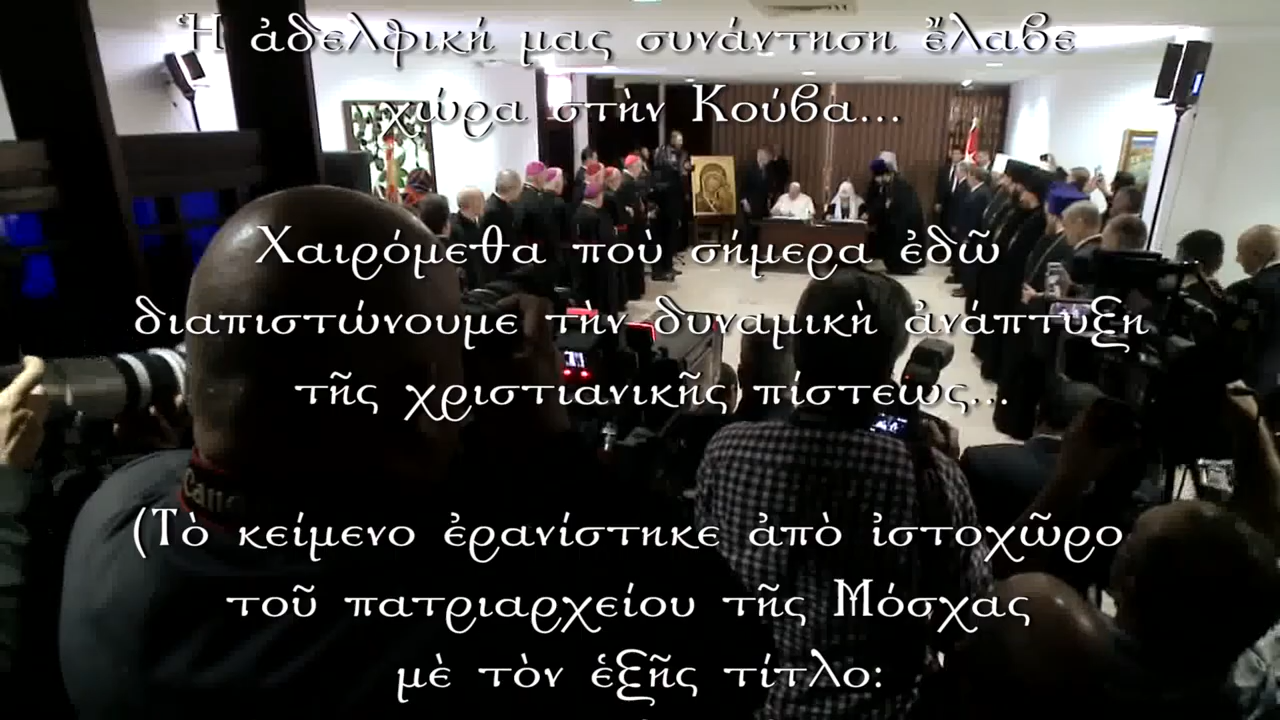 Ἡ ἀδελφική μας συνάντηση ἔλαβε
χώρα στὴν Κούβα...
Χαιρόμεθα ποὺ σήμερα ἐδῶ
διαπιστώνουμε τὴν δυναμικὴ ἀνάπτυξη
τῆς χριστιανικῆς πίστεως...
(Τὸ κείμενο ἐρανίστηκε ἀπὸ ἱστοχῶρο
τοῦ πατριαρχείου τῆς Μόσχας
μὲ τὸν ἑξῆς τίτλο: